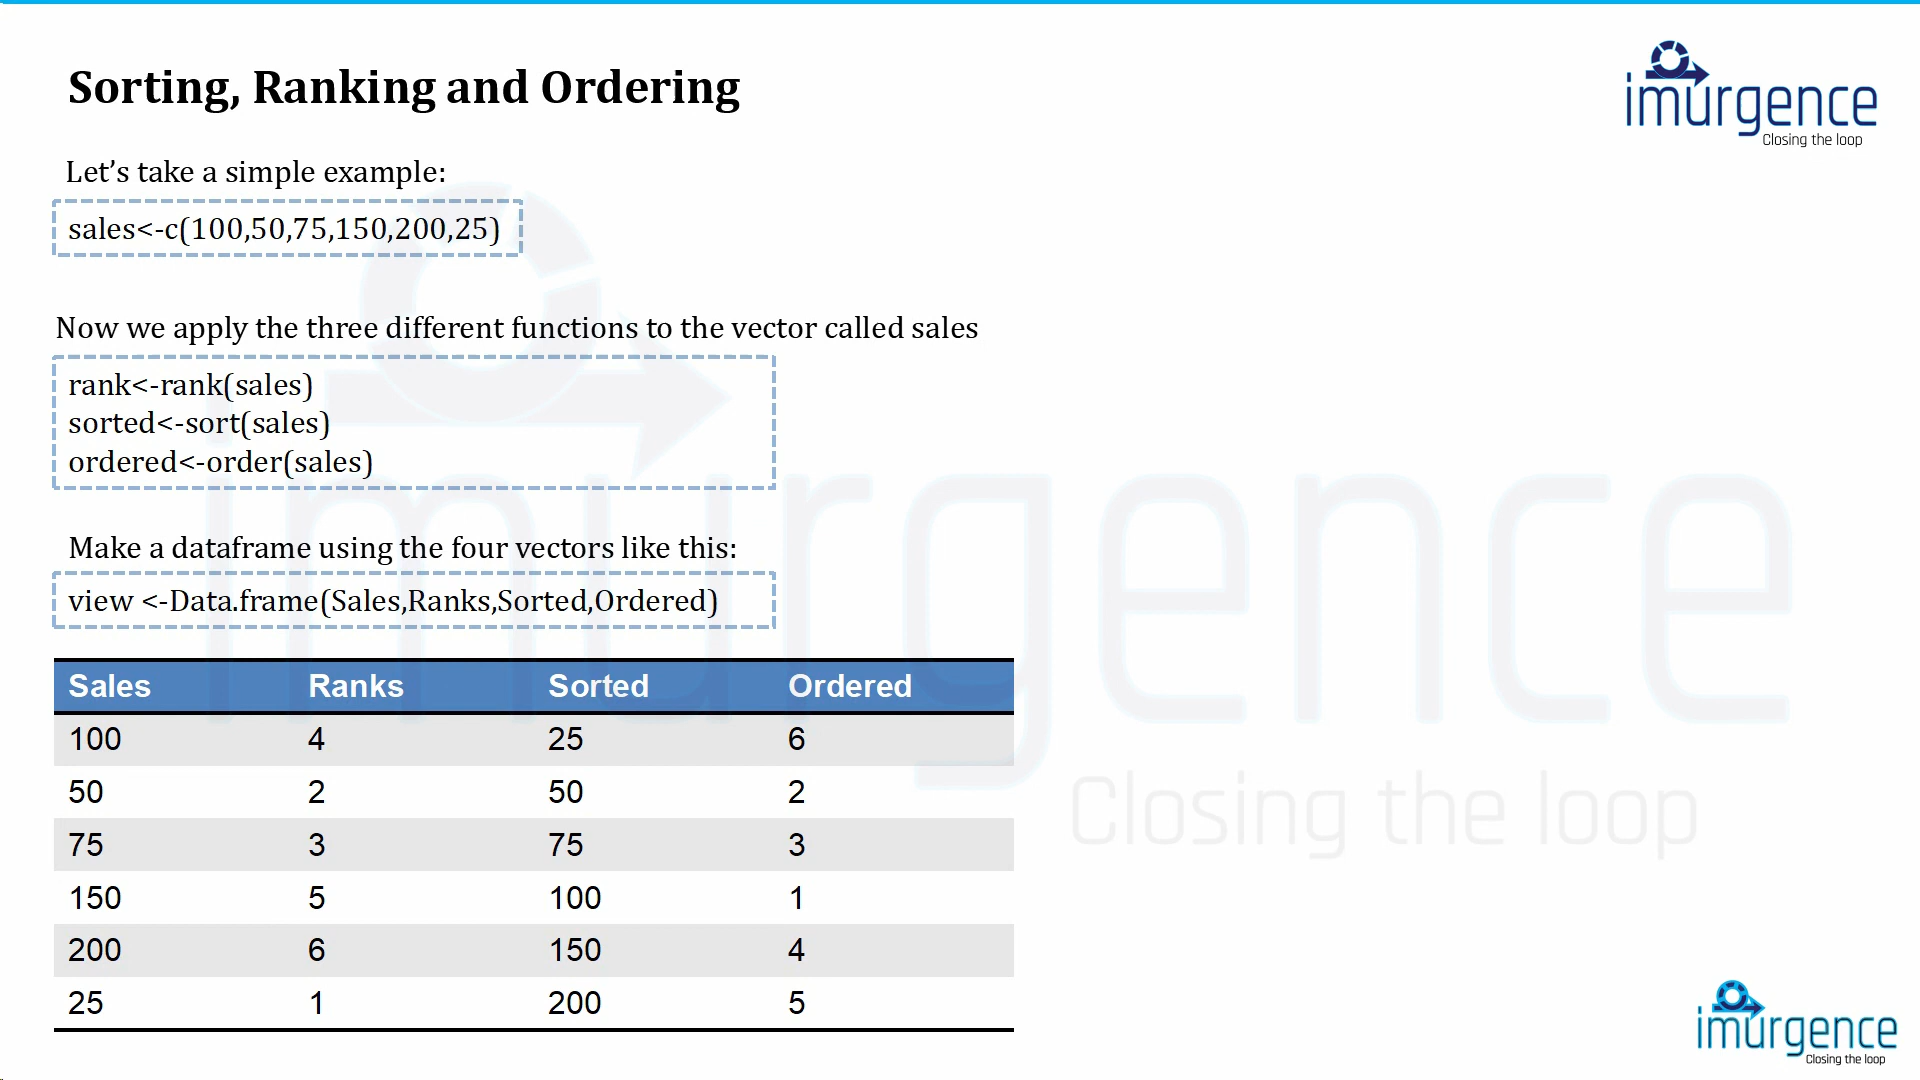 Sorting, Ranking and Ordering
imurgence
Closing the loop
Let’s take a simple example:
sales<-c(100,50,75,150,200,25)
Now we apply the three different functions to the vector called sales
rank<-rank(sales)
sorted<-sort(sales)
ordered<-order(sales)
Make a dataframe using the four vectors like this:
view <-Data.frame(Sales,Ranks,Sorted,Ordered)
Sales Ranks Sorted Ordered
100 4 25 6
50 2 50 2
75 3 75 3
150 5 100 1
200 6 150 4
25 1 200 5
imurgence
Closing the loop
imurgence
Closing the loop